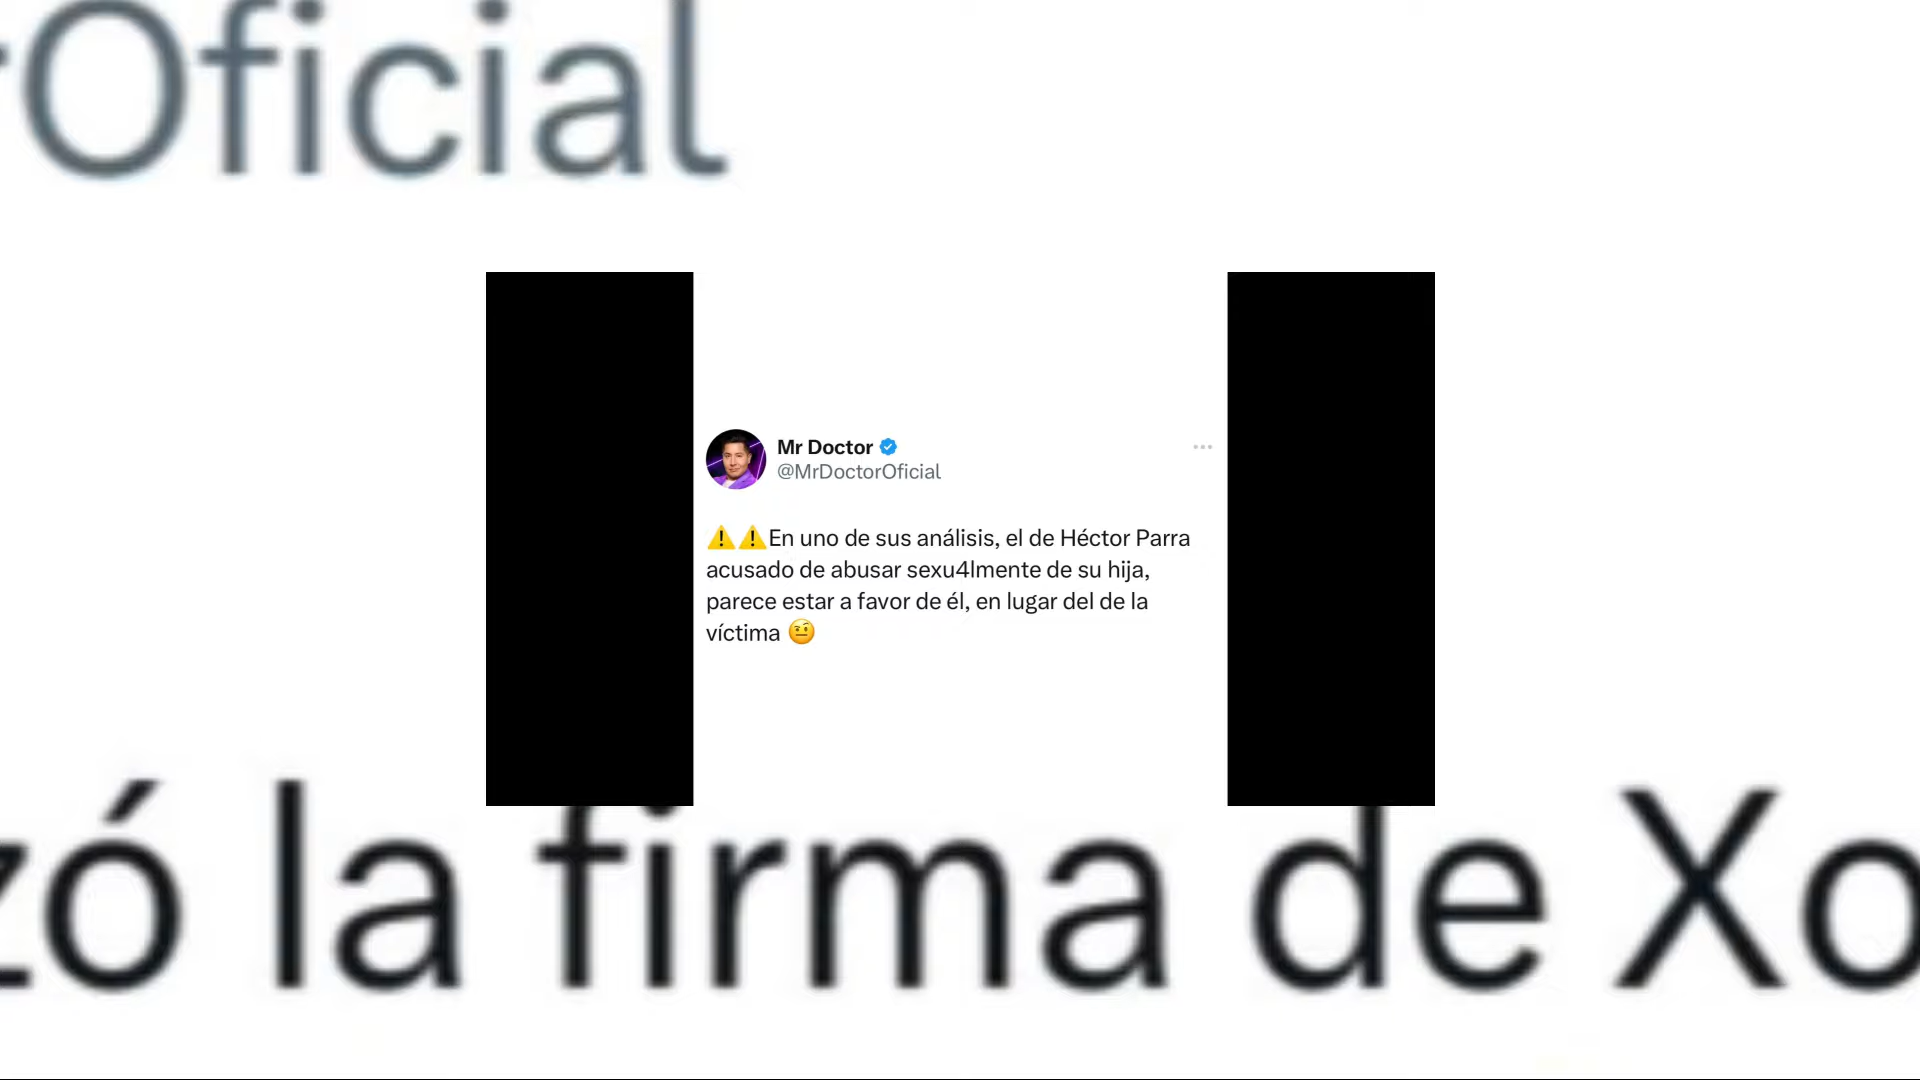 rOficial
Mr Doctor
@MrDoctorOficial
⚠️⚠️En uno de sus análisis, el de Héctor Parra
acusado de abusar sexu4lmente de su hija,
parece estar a favor de él, en lugar del de la
víctima 🤨
zó la firma de Xo